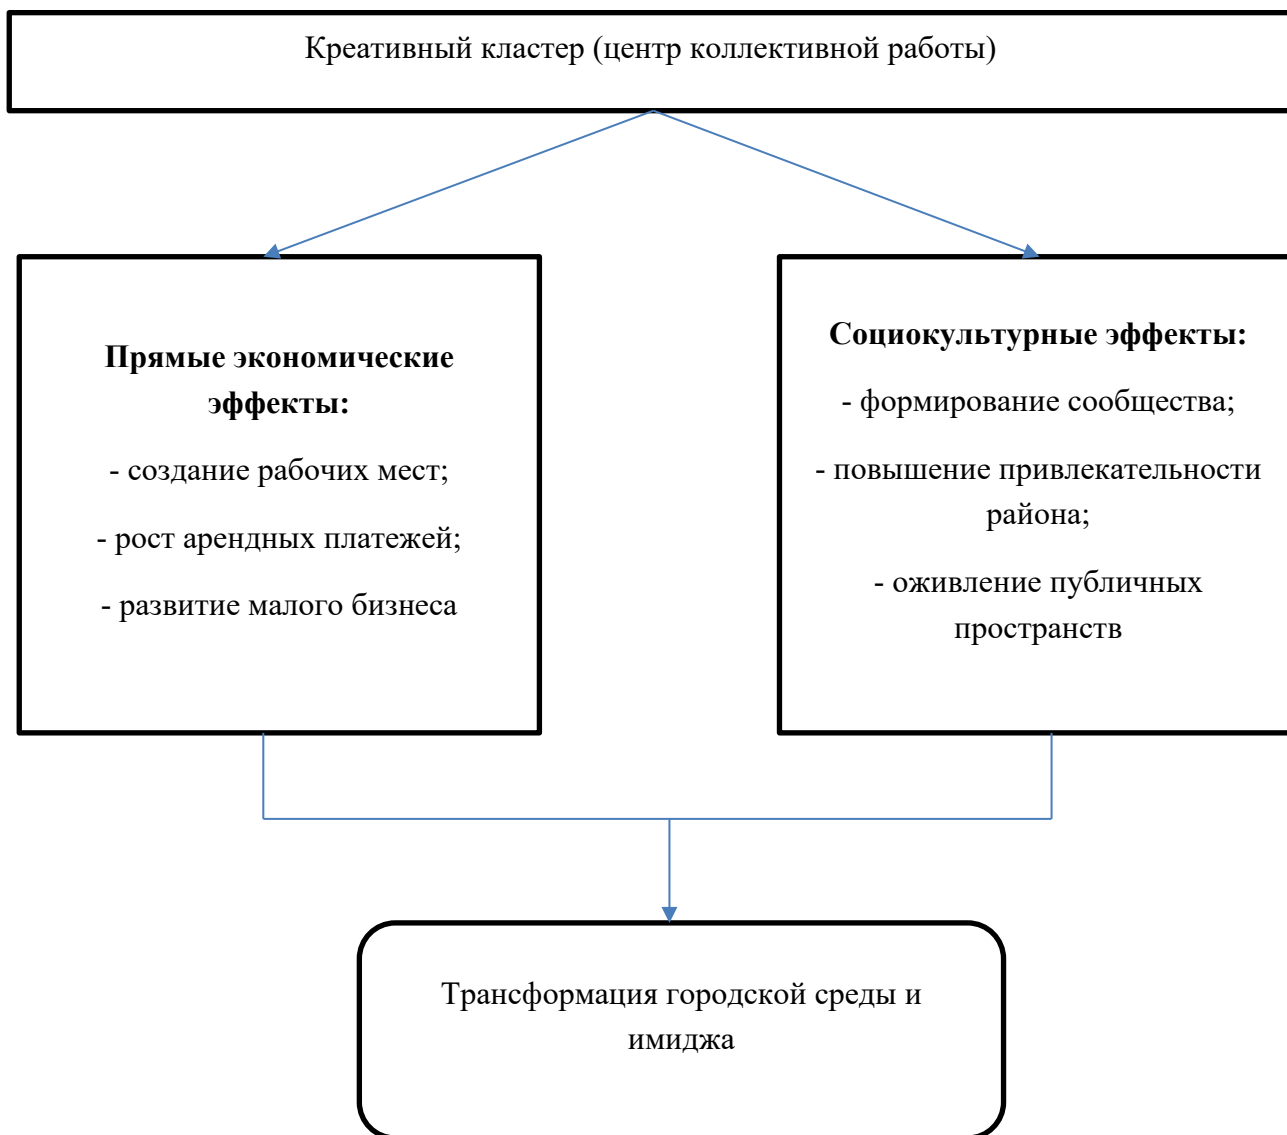 Креативный кластер (центр коллективной работы)
Прямые экономические
эффекты:
- создание рабочих мест;
- рост арендных платежей;
- развитие малого бизнеса
Социокультурные эффекты:
- формирование сообщества;
- повышение привлекательности
района;
- оживление публичных
пространств
Трансформация городской среды и
имиджа